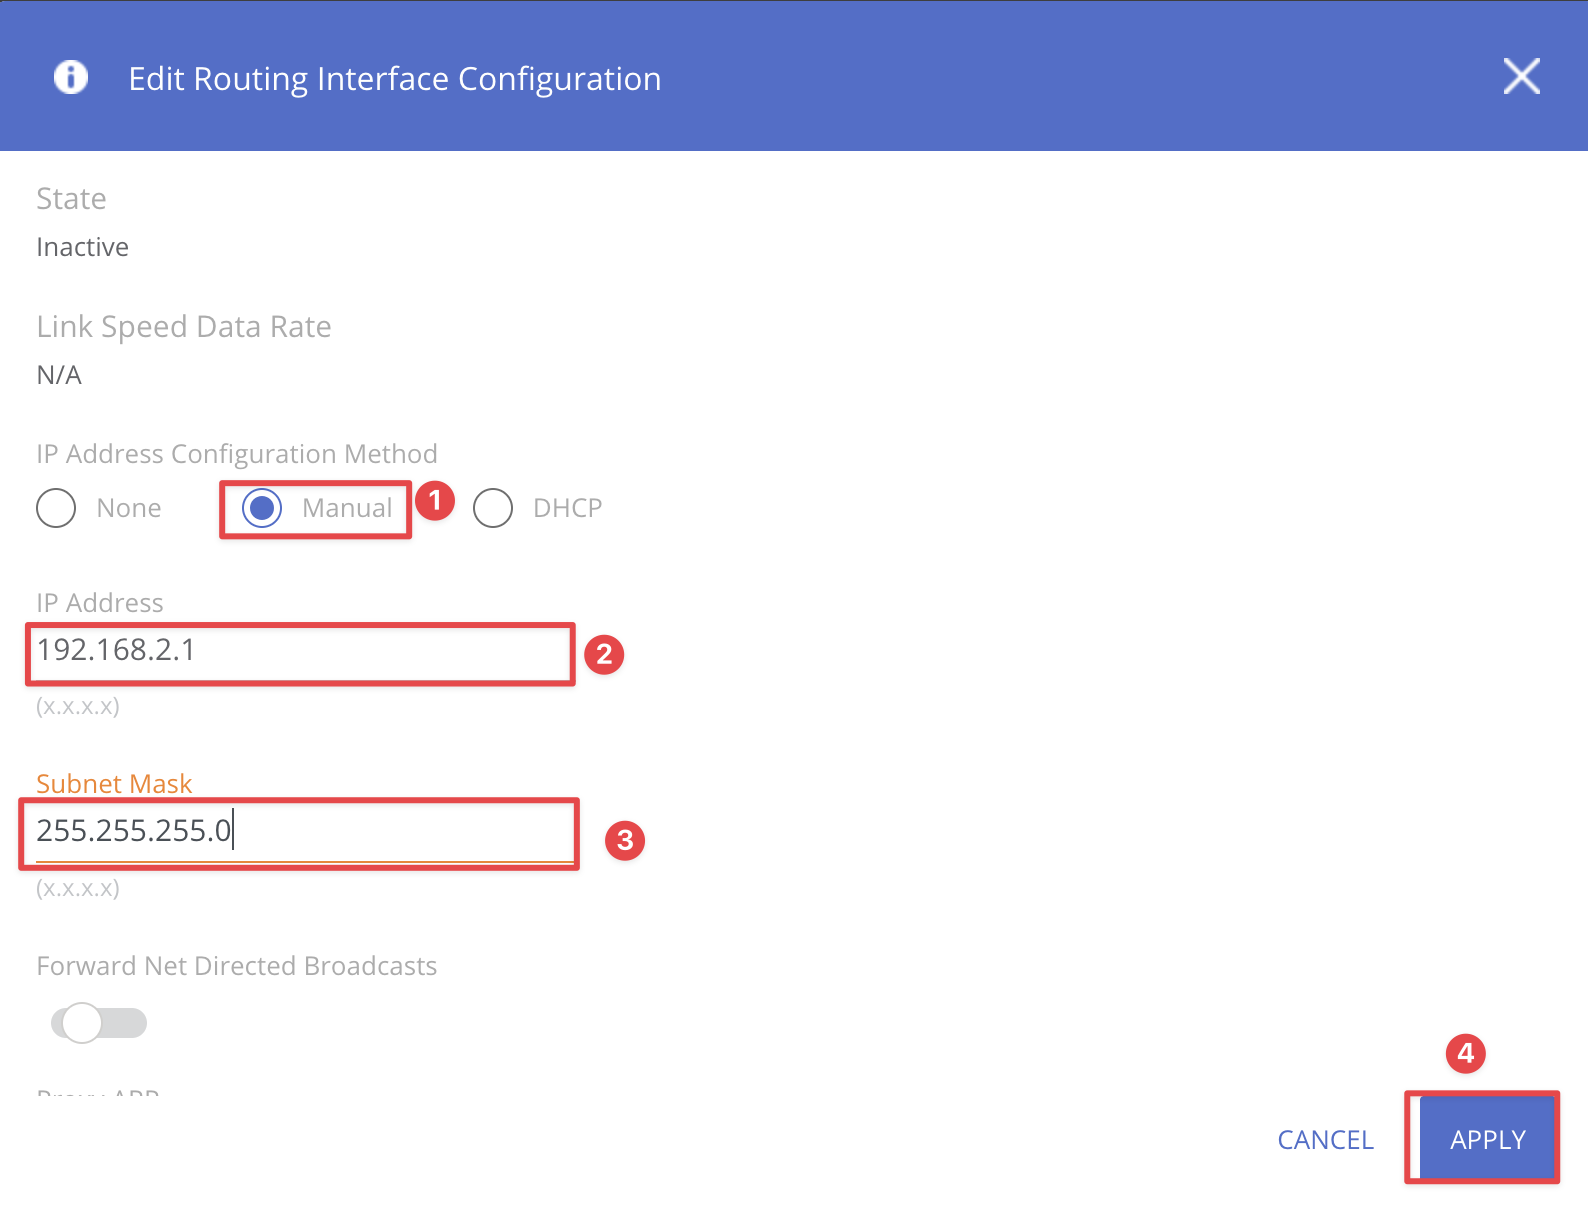 Edit Routing Interface Configuration
State
Inactive
Link Speed Data Rate
N/A
IP Address Configuration Method
None Manual 1 DHCP
IP Address
192.168.2.1 2
(x.x.x.x)
Subnet Mask
255.255.255.0 3
(x.x.x.x)
Forward Net Directed Broadcasts
4
Proxy ARP
CANCEL APPLY